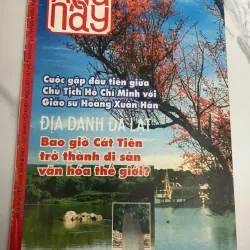 nay
Cuộc gặp đầu tiên giữa
Chủ Tịch Hồ Chí Minh với
Giáo sư Hoàng Xuân Hãn
ĐỊA DANH ĐÀ LẠT
Bao giờ Cát Tiên
trở thành di sản
văn hóa thế giới?